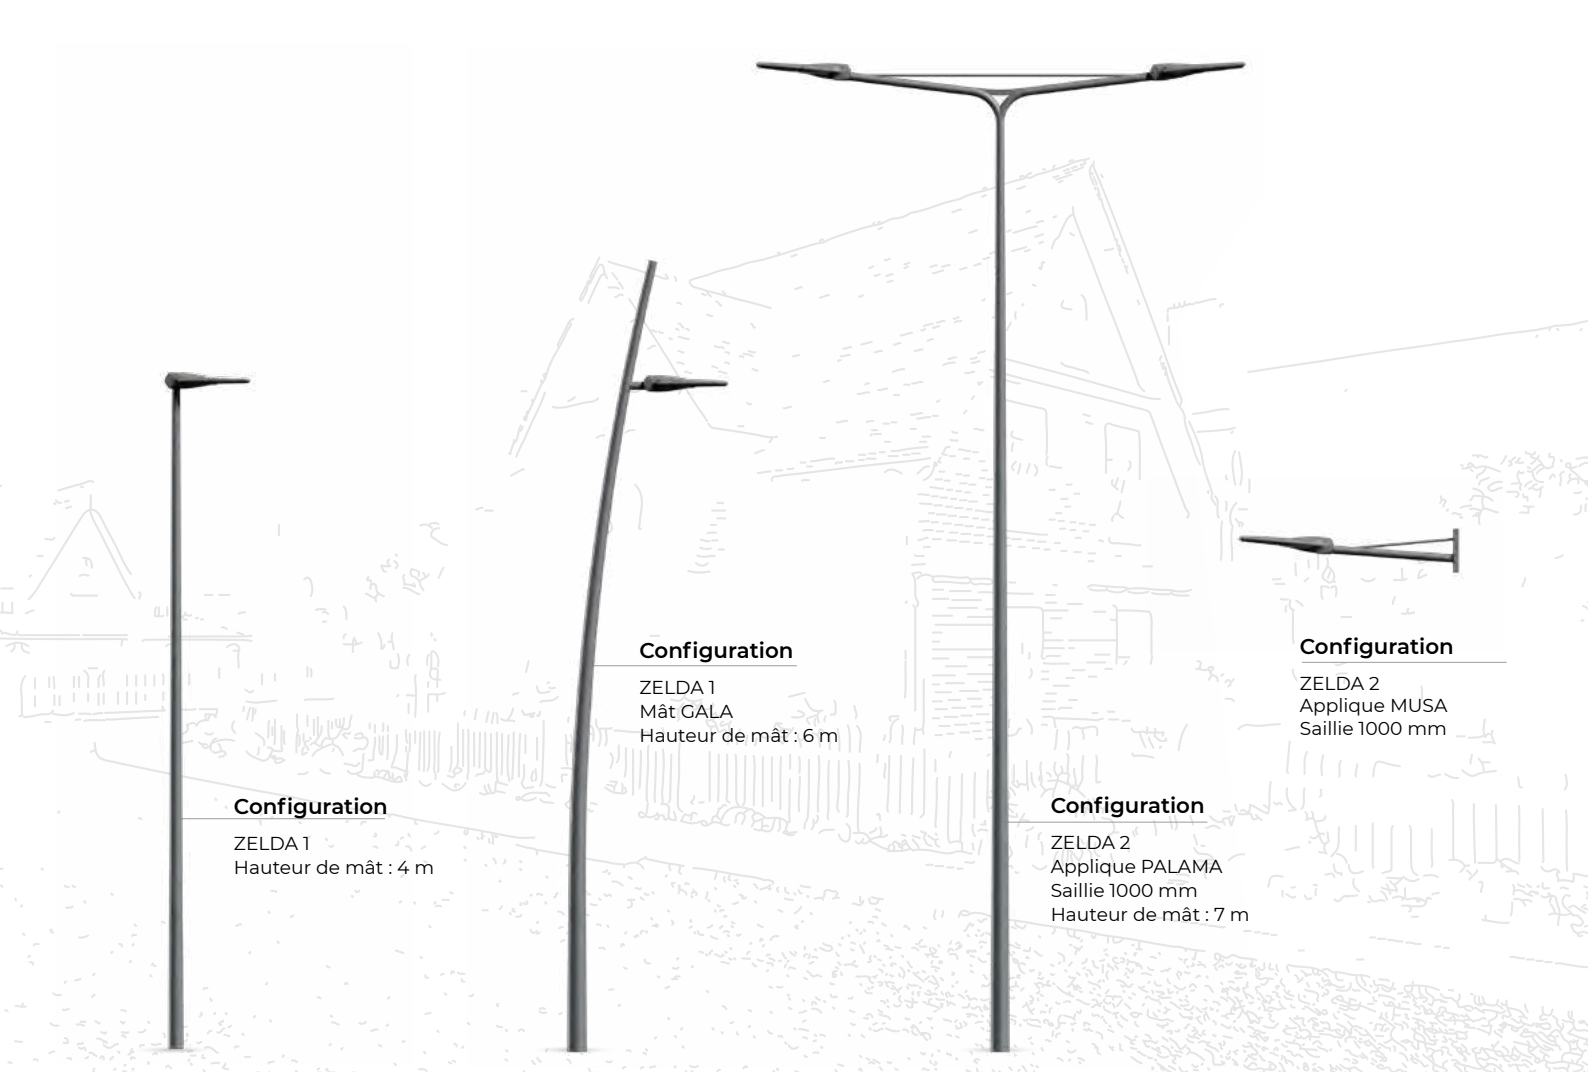 Configuration
ZELDA 1
Hauteur de mât : 4 m
Configuration
ZELDA 1
Mât GALA
Hauteur de mât : 6 m
Configuration
ZELDA 2
Applique PALAMA
Saillie 1000 mm
Hauteur de mât : 7 m
Configuration
ZELDA 2
Applique MUSA
Saillie 1000 mm